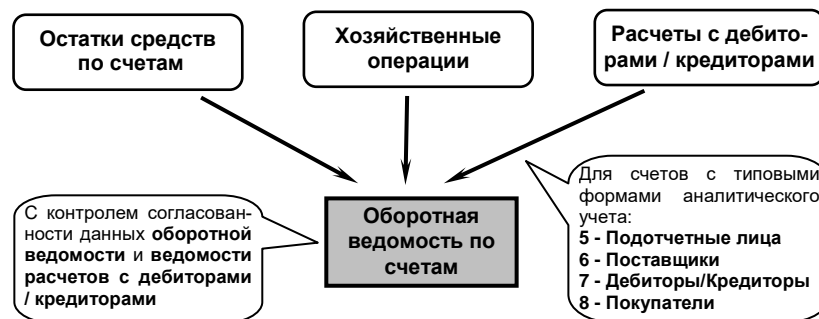 Остатки средств
по счетам
Хозяйственные
операции
Расчеты с дебито-
рами / кредиторами
С контролем согласован-
ности данных оборотной
ведомости и ведомости
расчетов с дебиторами
/ кредиторами
Оборотная
ведомость по
счетам
Для счетов с типовыми
формами аналитического
учета:
5 - Подотчетные лица
6 - Поставщики
7 - Дебиторы/Кредиторы
8 - Покупатели